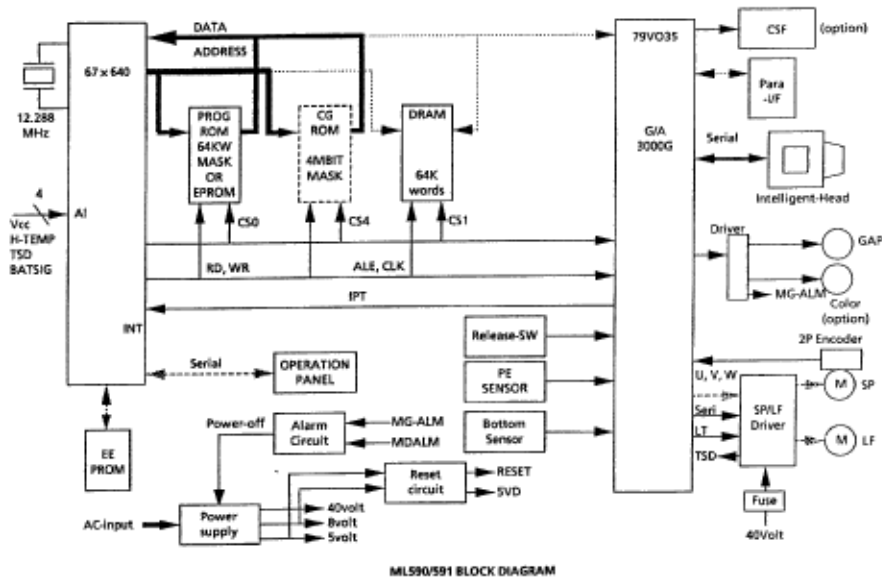 DATA
ADDRESS
67 x 640
12.288
MHz
PROG
ROM
64KW
MASK
OR
EPROM
CG
ROM
4MBIT
MASK
DRAM
64K
words
79VO35
G/A
3000G
CSF
(option)
Para
-I/F
Serial
Intelligent-Head
4
AI
Vcc
H-TEMP
TSD
BATSIG
CS0
CS4
CS1
RD, WR
ALE, CLK
IPT
INT
Driver
GAP
MG-ALM
Color
(option)
2P Encoder
Release-SW
PE
SENSOR
Bottom
Sensor
Serial
OPERATION
PANEL
U, V, W
Seri
LT
TSD
SP/LF
Driver
M
SP
M
LF
Fuse
40Volt
EE
PROM
Power-off
Alarm
Circuit
MG-ALM
MDALM
Reset
circuit
RESET
5VD
AC-input
Power
supply
40volt
8volt
5volt
ML590/591 BLOCK DIAGRAM